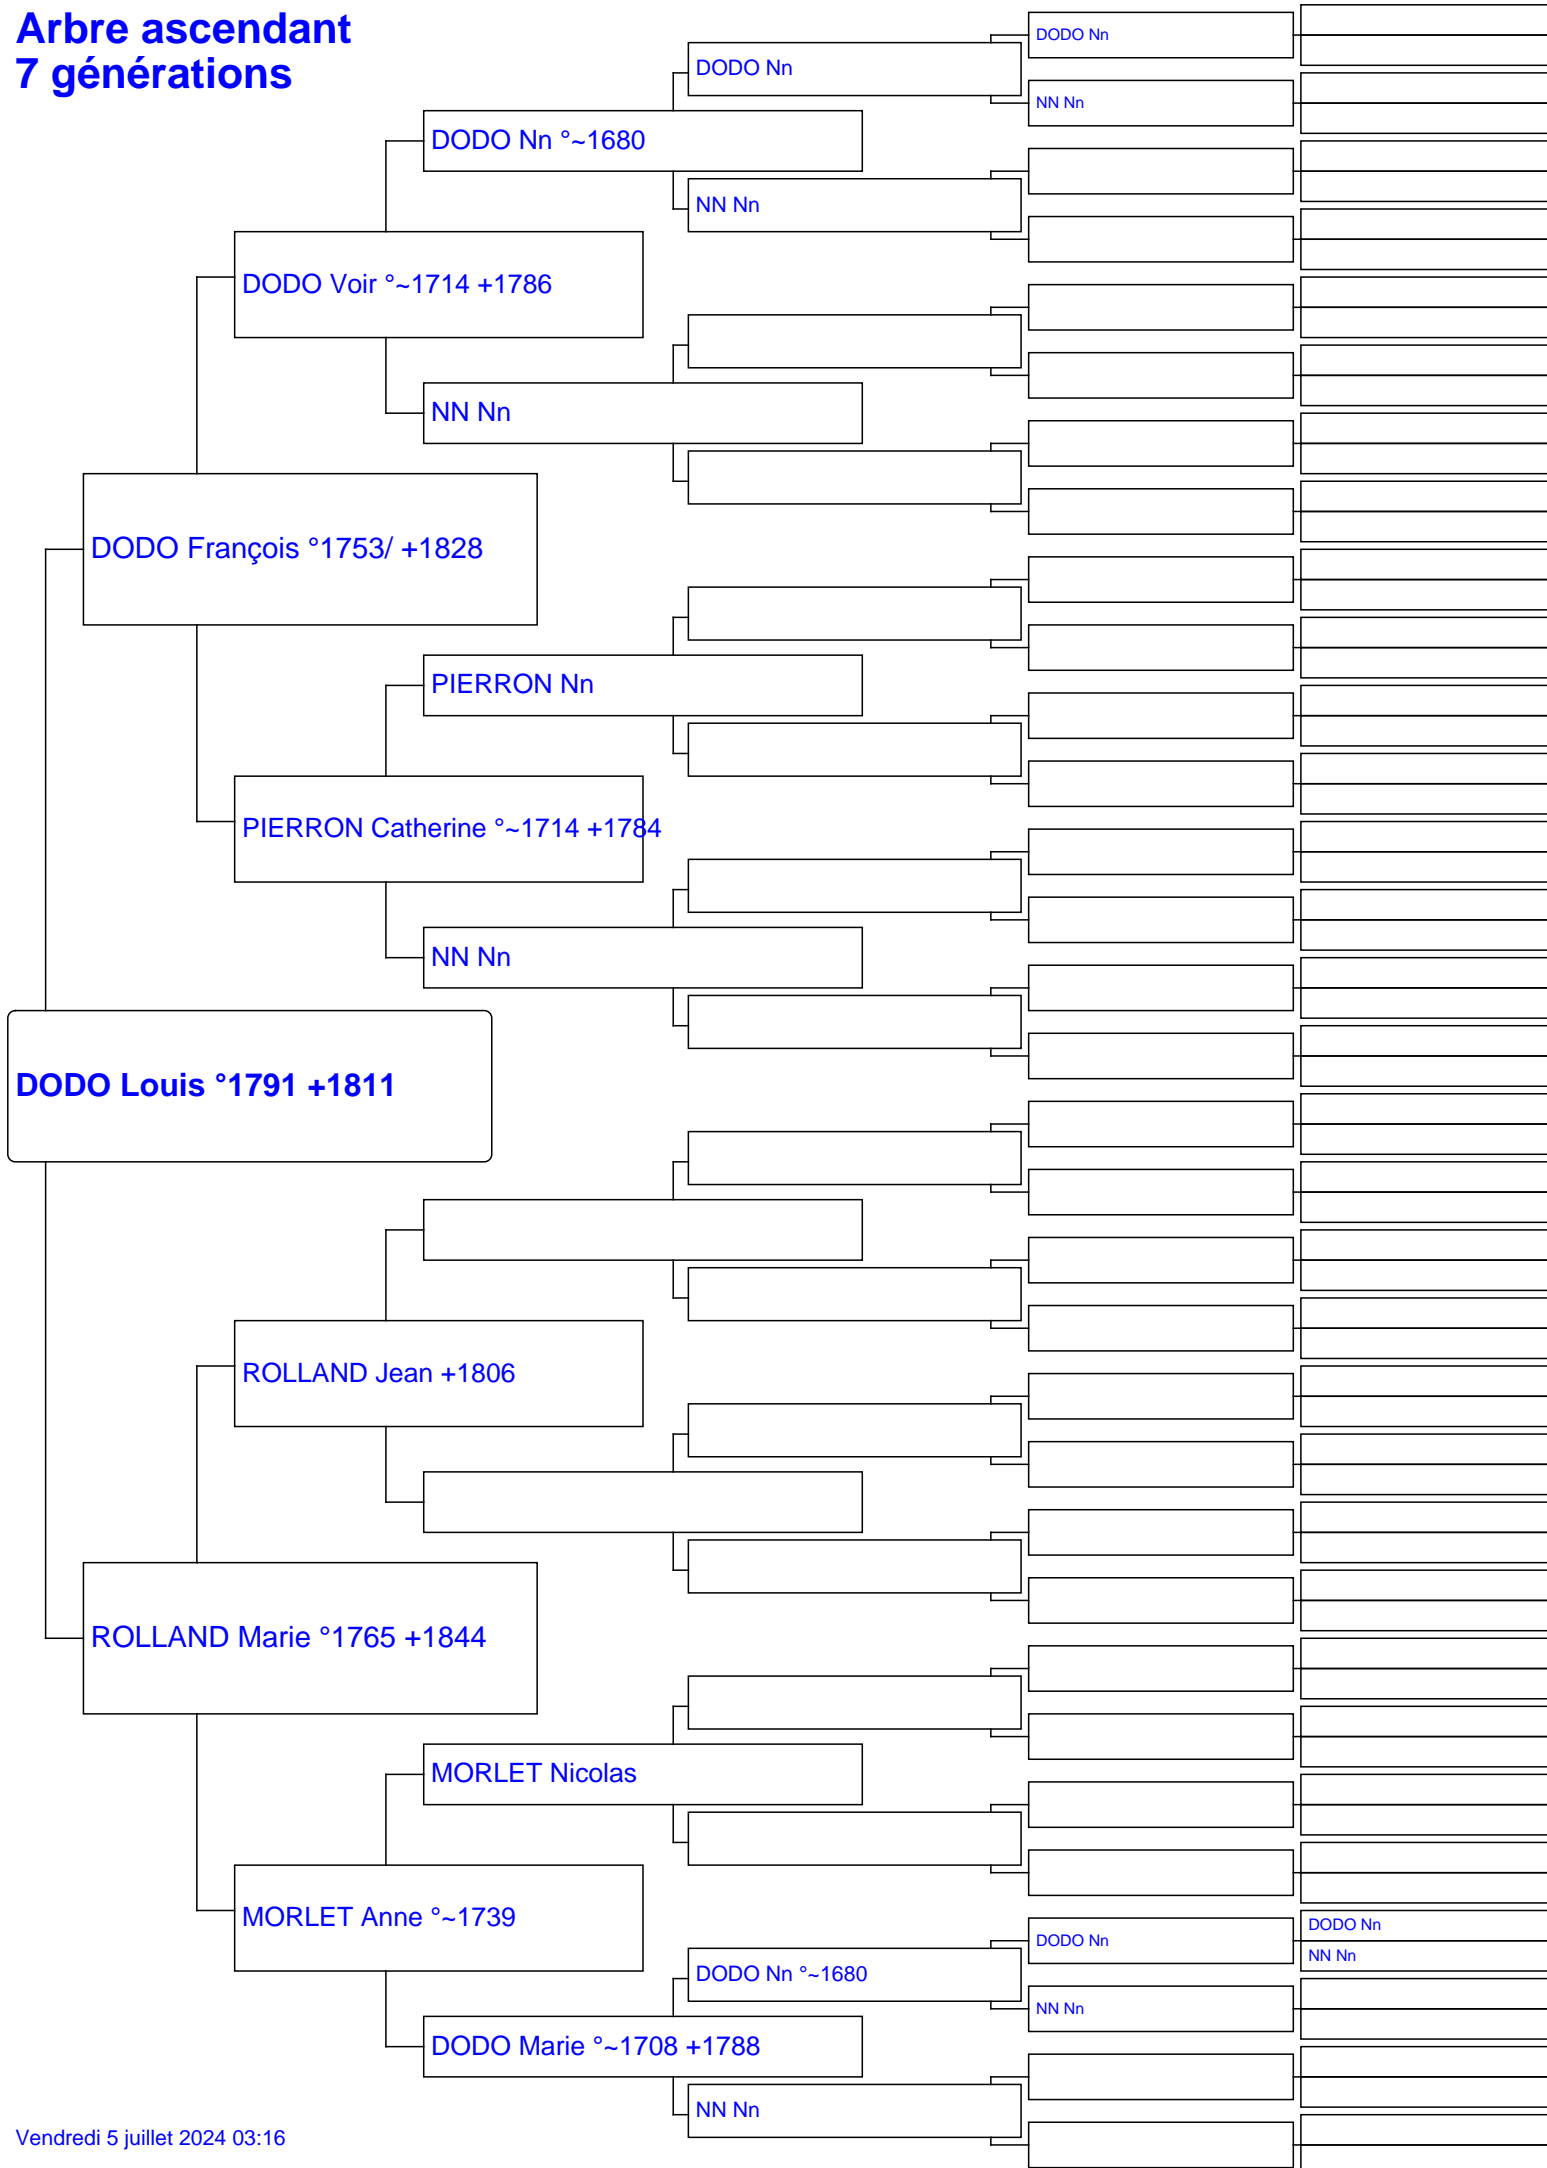 Arbre ascendant
7 générations
DODO Nn
DODO Nn
NN Nn
DODO Nn °~1680
NN Nn
DODO Voir °~1714 +1786
NN Nn
DODO François °1753/ +1828
PIERRON Nn
PIERRON Catherine °~1714 +1784
NN Nn
DODO Louis °1791 +1811
ROLLAND Jean +1806
ROLLAND Marie °1765 +1844
MORLET Nicolas
MORLET Anne °~1739
DODO Nn
DODO Nn
NN Nn
DODO Nn °~1680
NN Nn
DODO Marie °~1708 +1788
NN Nn
Vendredi 5 juillet 2024 03:16